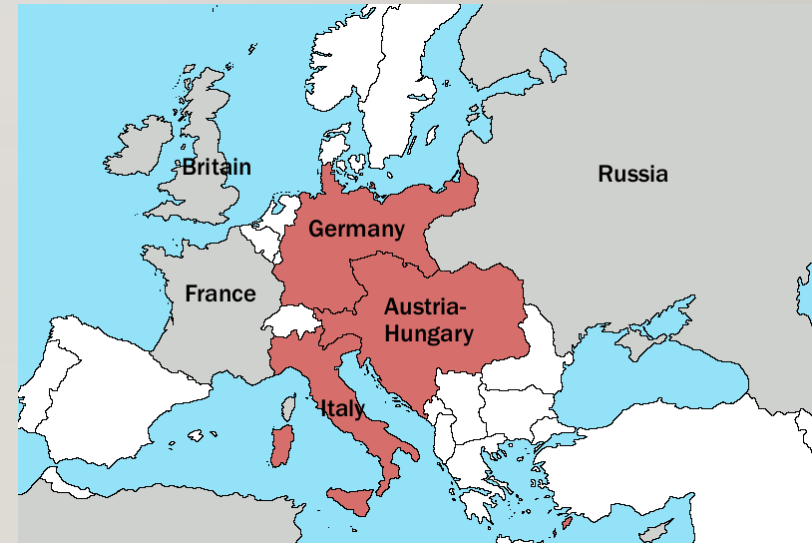 Britain
Russia
Germany
France
Austria-
Hungary
Italy